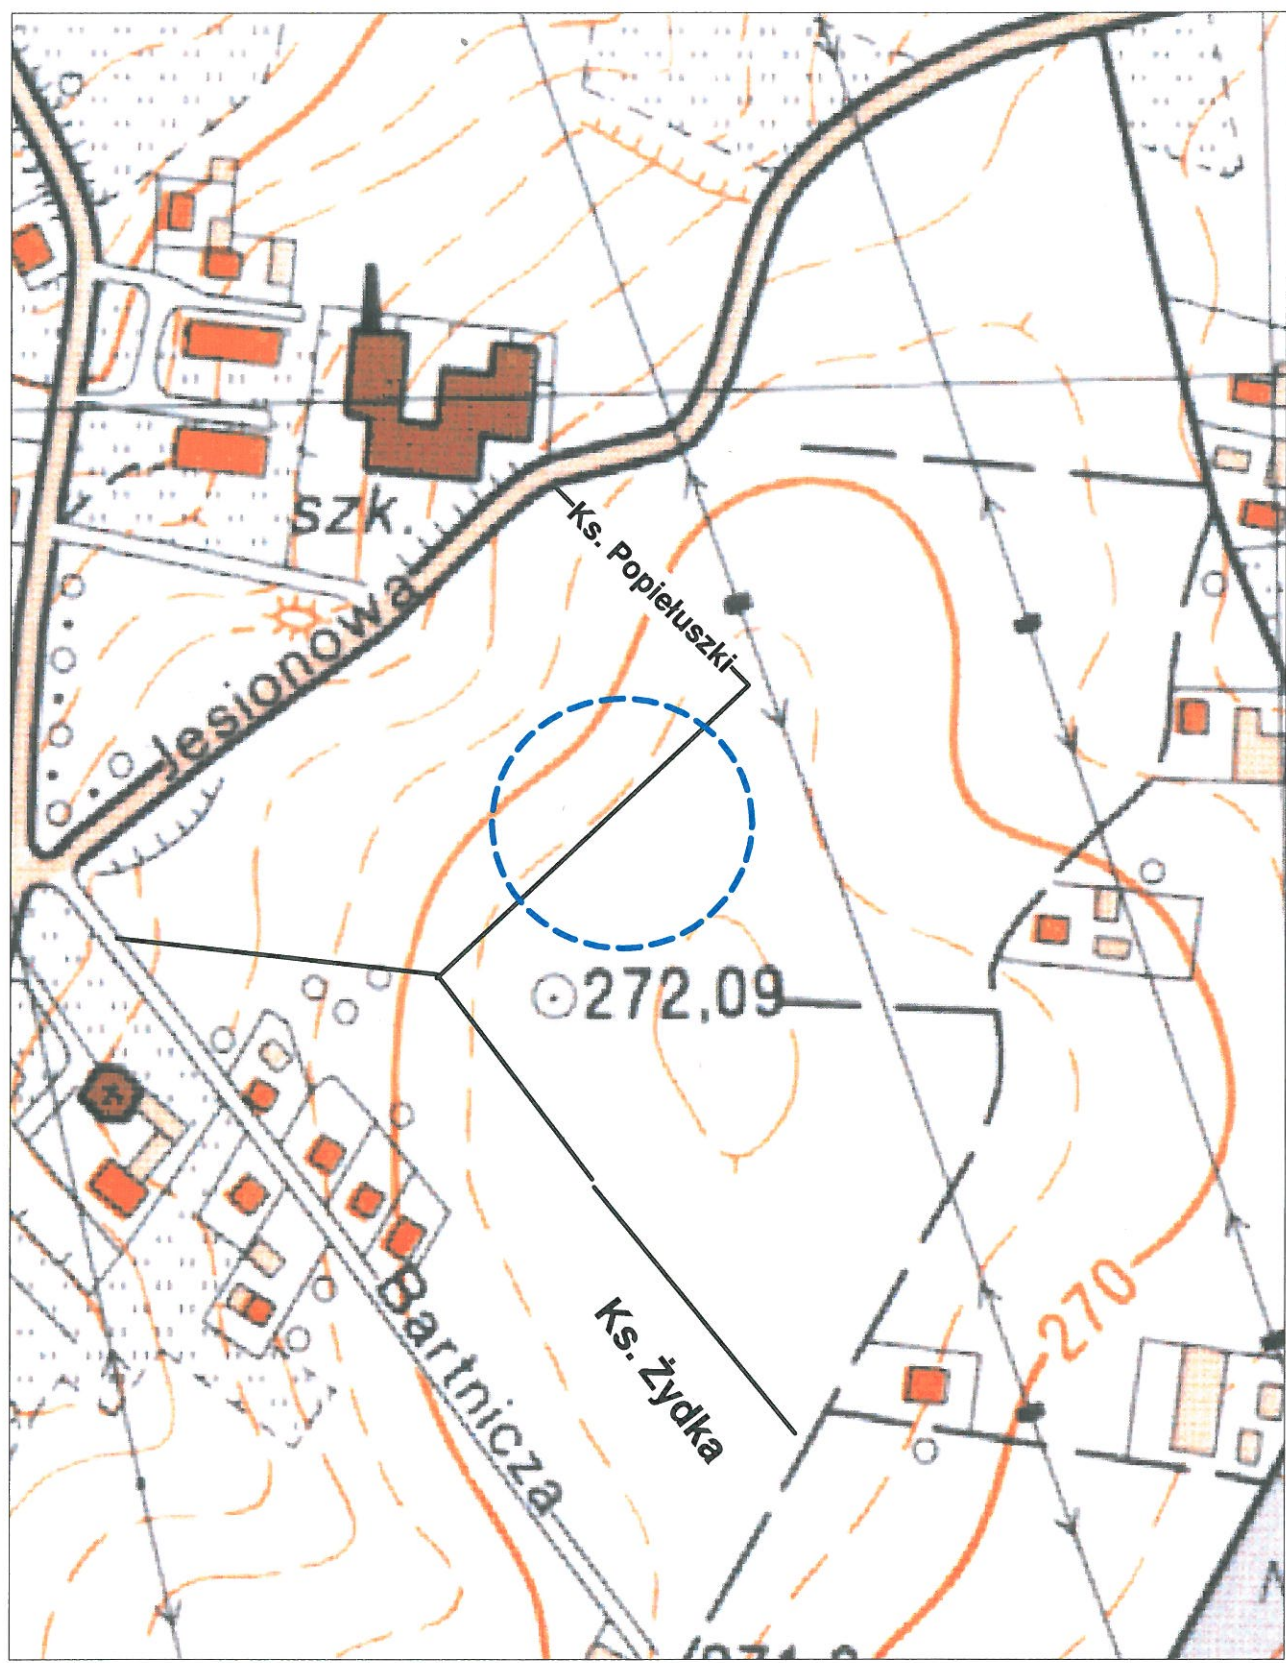 szk.
Ks. Popiełuszki
Jesionowa
272,09
270
Ks. Żydka
Bartnicza